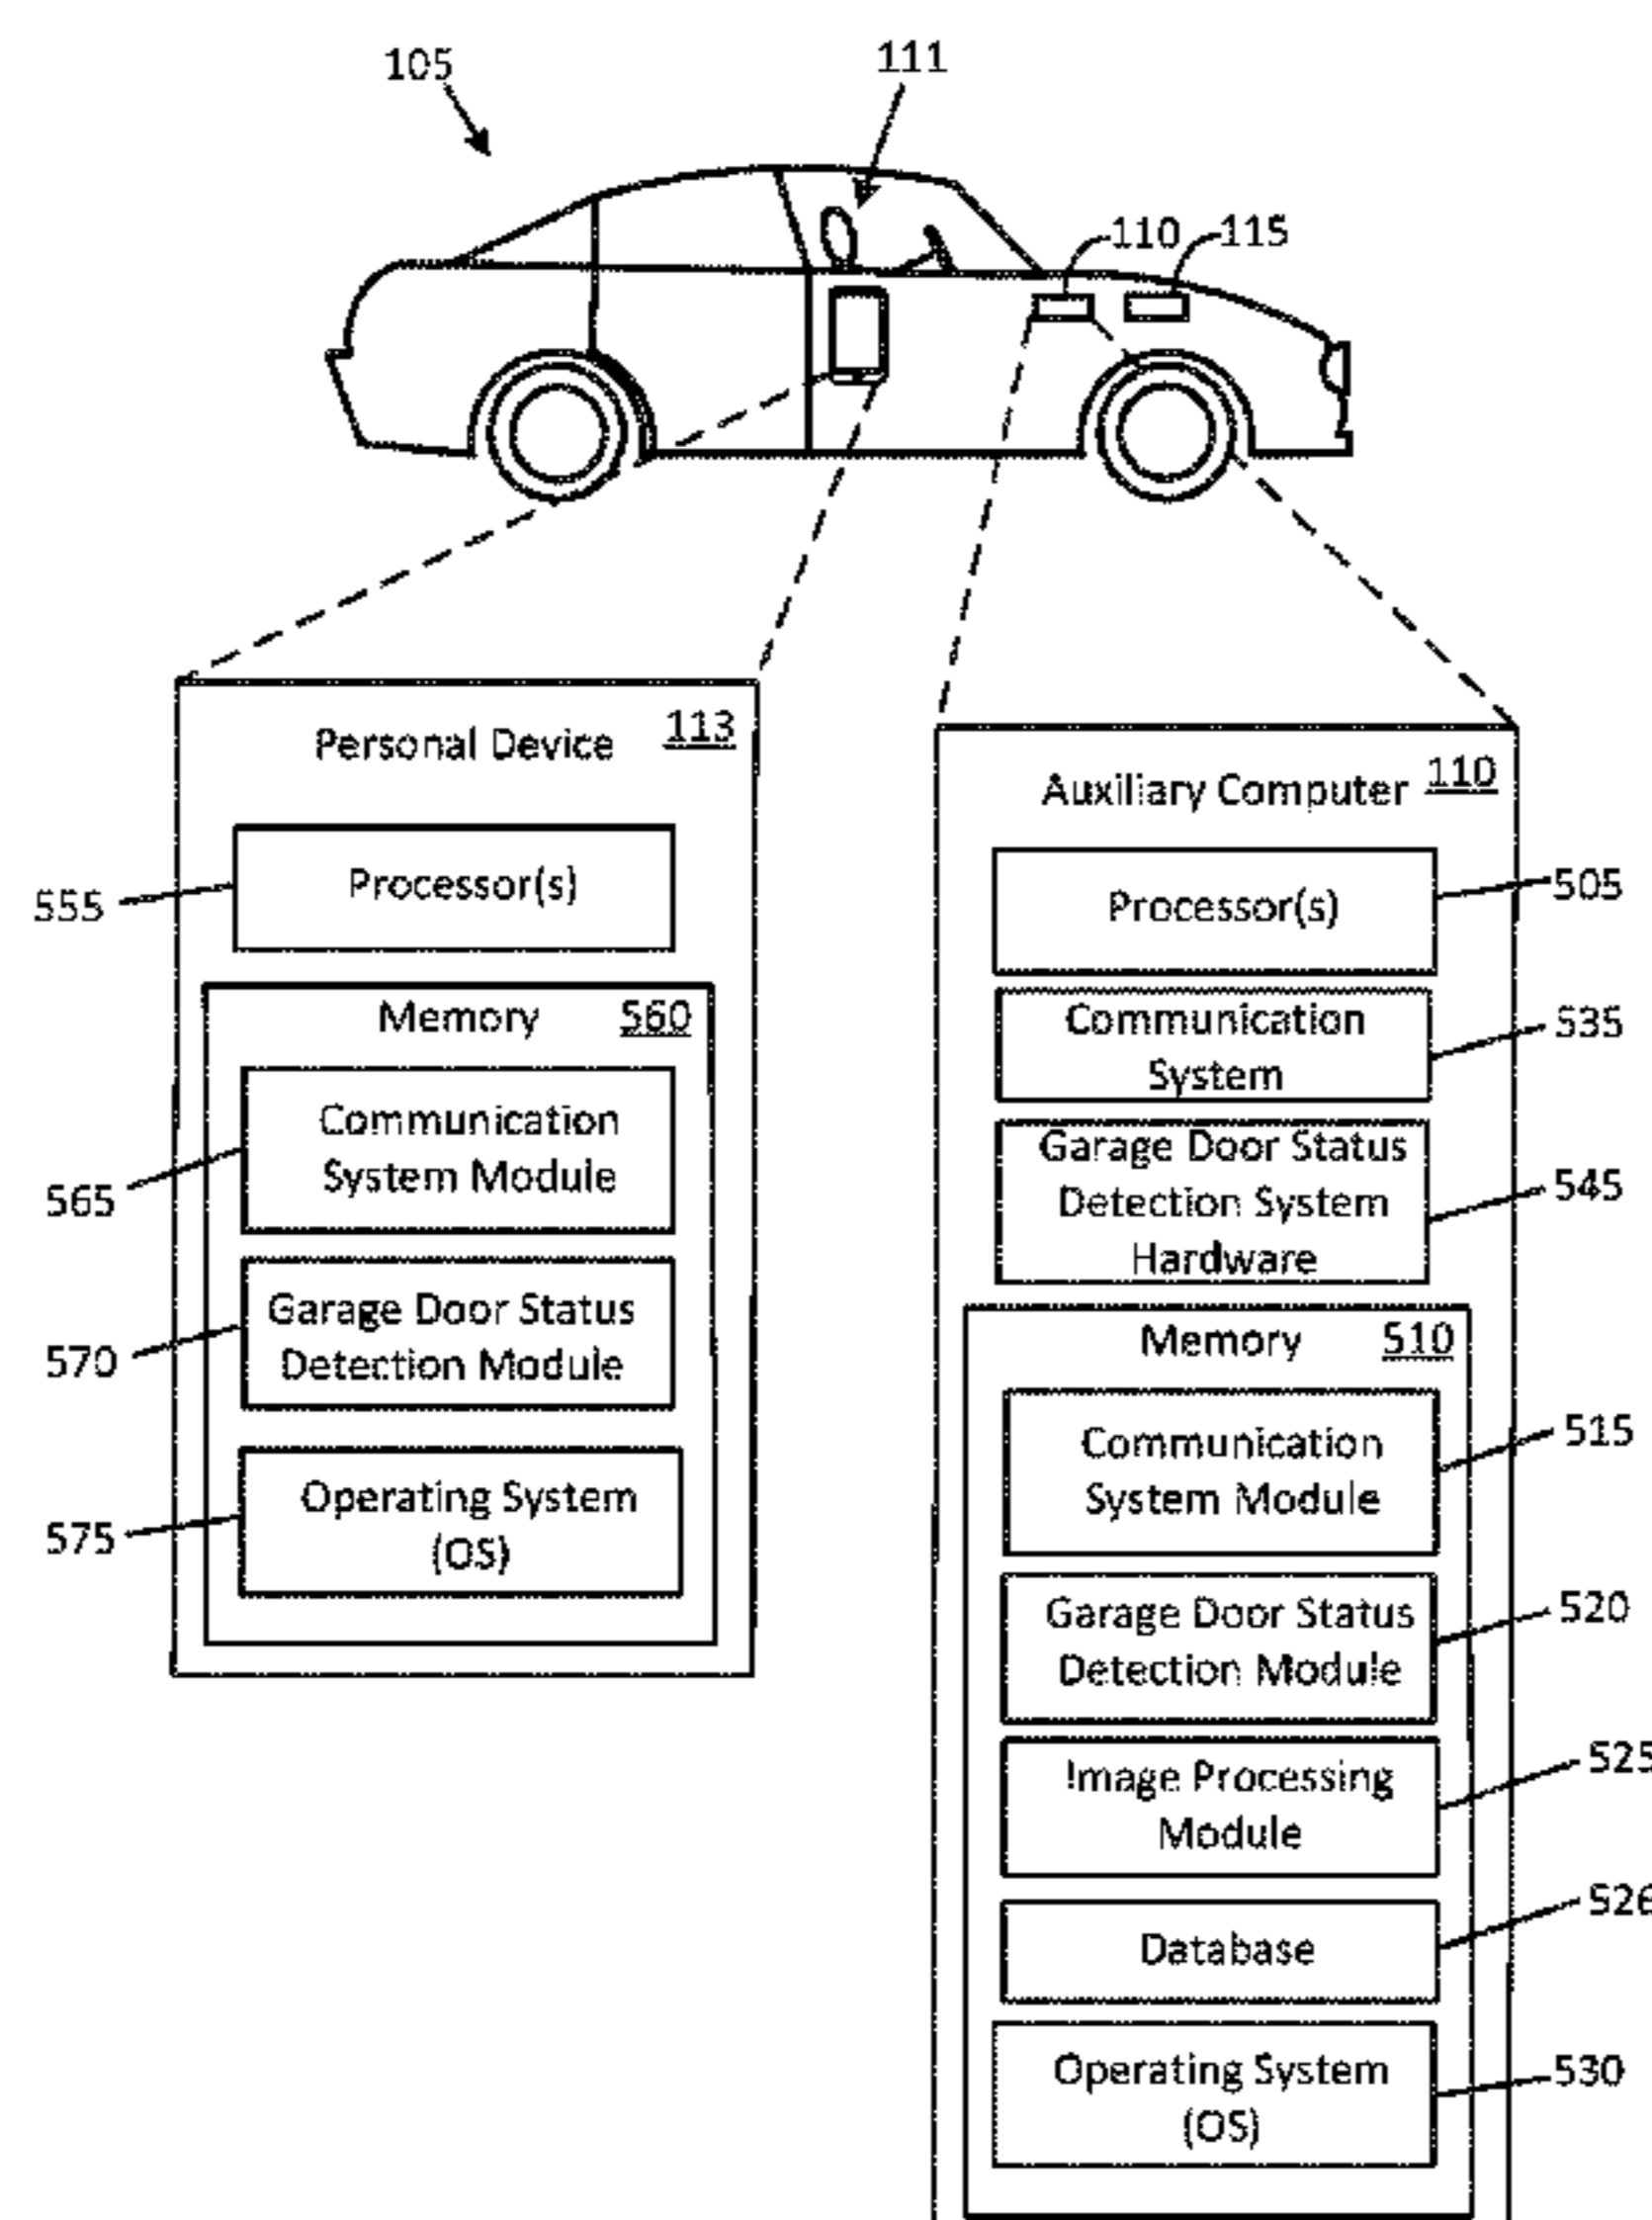 105
111
110
115
Personal Device 113
555
Processor(s)
Memory 560
Communication
System Module
565
Garage Door Status
Detection Module
570
Operating System
(OS)
575
Auxiliary Computer 110
Processor(s)
505
Communication
System
535
Garage Door Status
Detection System
Hardware
545
Memory 510
Communication
System Module
515
Garage Door Status
Detection Module
520
Image Processing
Module
525
Database
526
Operating System
(OS)
530